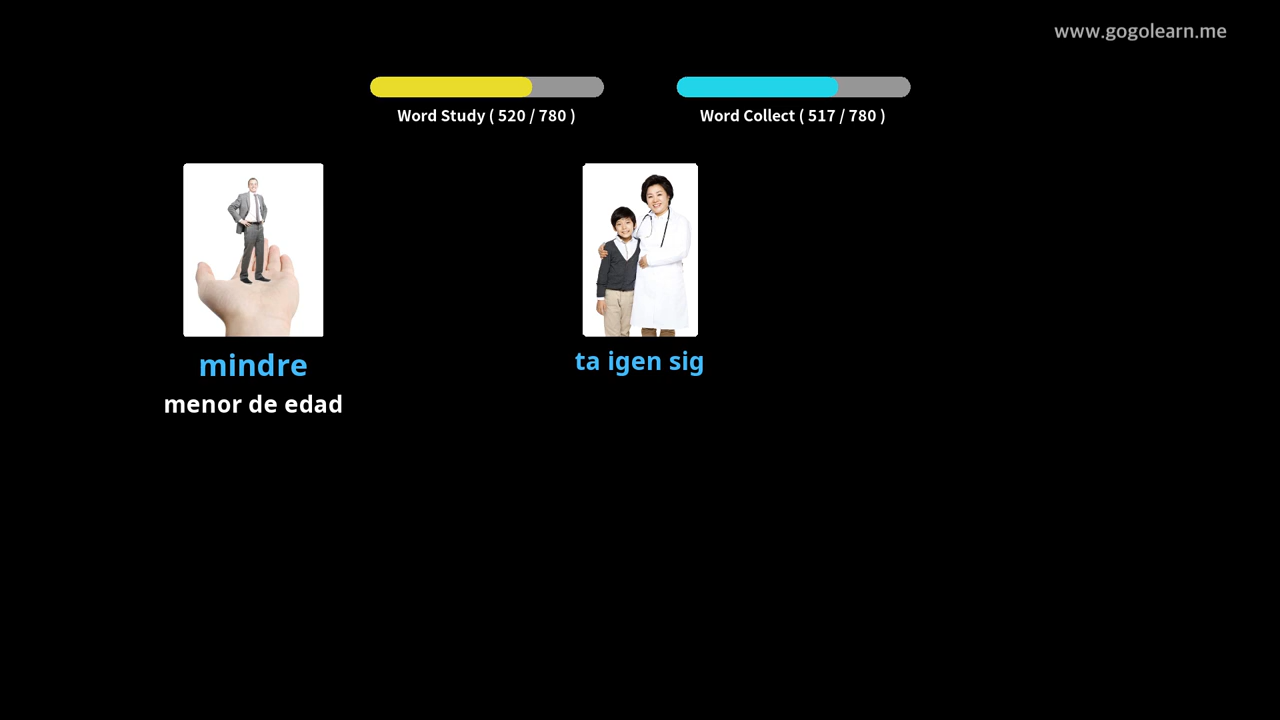 www.gogolearn.me
Word Study ( 520 / 780 )
Word Collect ( 517 / 780 )
mindre
menor de edad
ta igen sig